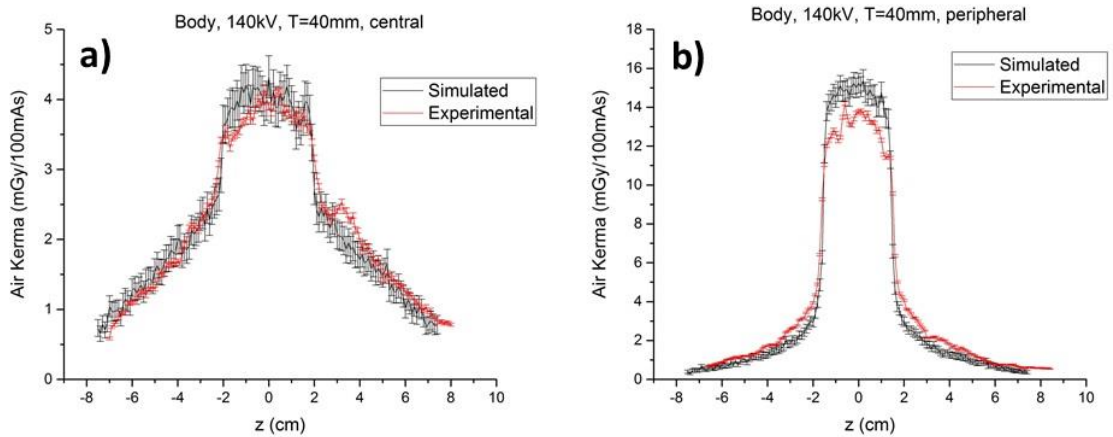 Body, 140kV, T=40mm, central
a)
Simulated
Experimental
Air Kerma (mGy/100mAs)
5
4
3
2
1
0
-8 -6 -4 -2 0 2 4 6 8 10
z (cm)
Body, 140kV, T=40mm, peripheral
b)
Simulated
Experimental
Air Kerma (mGy/100mAs)
18
16
14
12
10
8
6
4
2
0
-8 -6 -4 -2 0 2 4 6 8 10
z (cm)